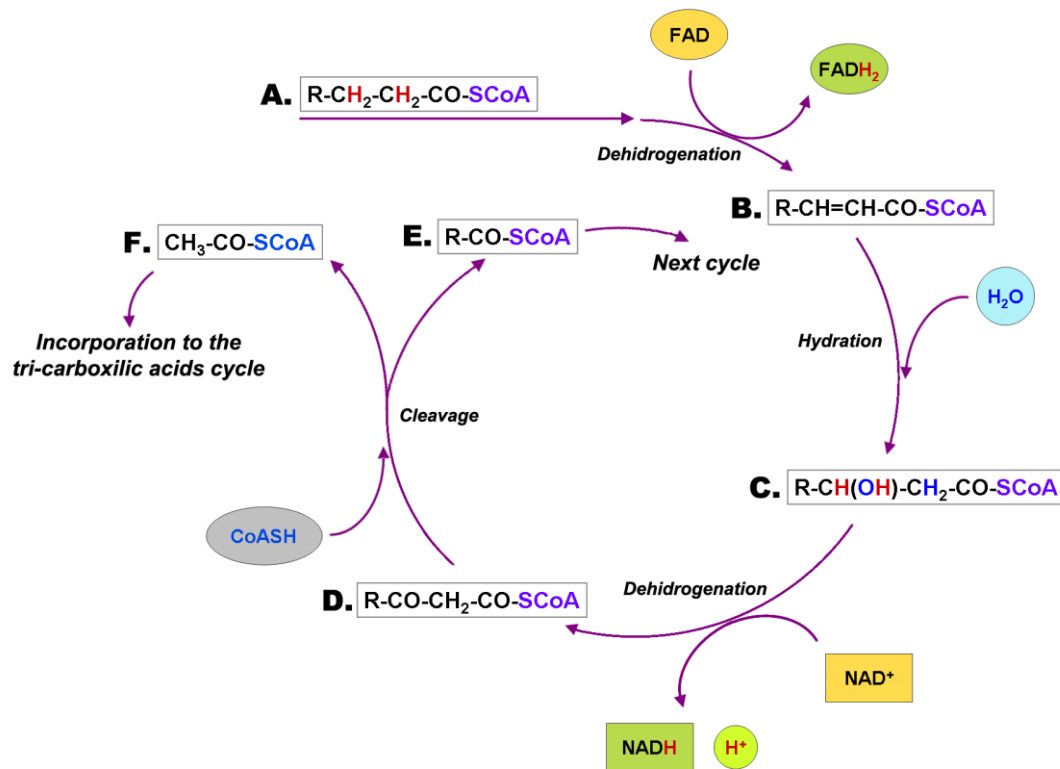 FAD
FADH₂
A. R-CH₂-CH₂-CO-SCoA
Dehidrogenation
B. R-CH=CH-CO-SCoA
F. CH₃-CO-SCoA
E. R-CO-SCoA
Next cycle
H₂O
Incorporation to the
tri-carboxilic acids cycle
Hydration
Cleavage
C. R-CH(OH)-CH₂-CO-SCoA
CoASH
Dehidrogenation
D. R-CO-CH₂-CO-SCoA
NAD⁺
NADH
H⁺